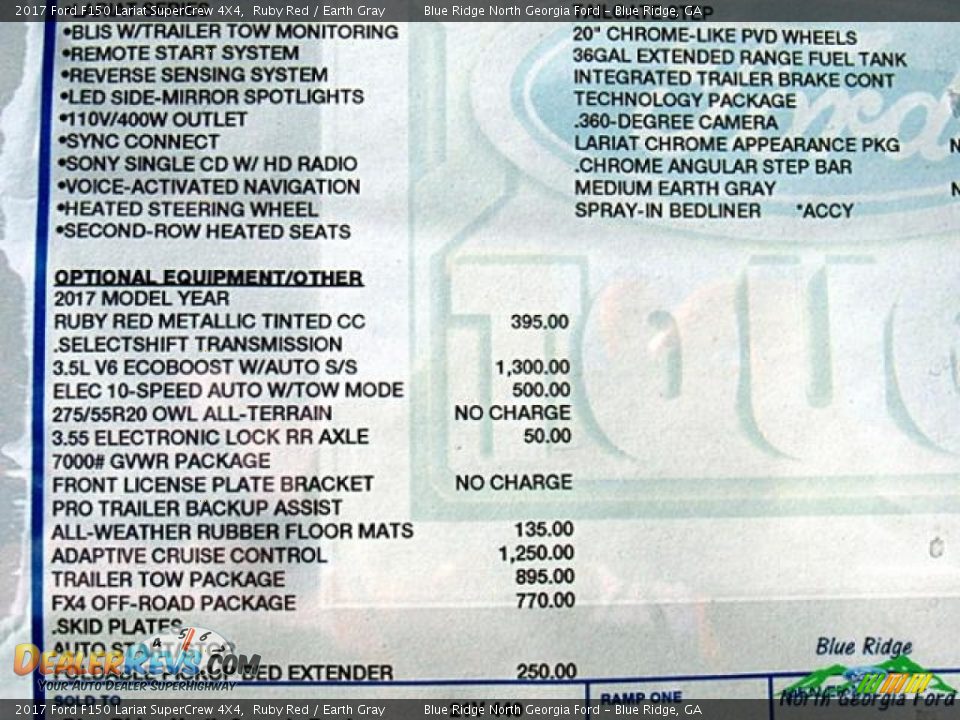 2017 Ford F150 Lariat SuperCrew 4X4,  Ruby Red / Earth Gray Blue Ridge North Georgia Ford - Blue Ridge, GA
•BLIS W/TRAILER TOW MONITORING
•REMOTE START SYSTEM
•REVERSE SENSING SYSTEM
•LED SIDE-MIRROR SPOTLIGHTS
•110V/400W OUTLET
•SYNC CONNECT
•SONY SINGLE CD W/ HD RADIO
•VOICE-ACTIVATED NAVIGATION
•HEATED STEERING WHEEL
•SECOND-ROW HEATED SEATS
20" CHROME-LIKE PVD WHEELS
36GAL EXTENDED RANGE FUEL TANK
INTEGRATED TRAILER BRAKE CONT
TECHNOLOGY PACKAGE
.360-DEGREE CAMERA
LARIAT CHROME APPEARANCE PKG N
.CHROME ANGULAR STEP BAR
MEDIUM EARTH GRAY N
SPRAY-IN BEDLINER *ACCY
OPTIONAL EQUIPMENT/OTHER
2017 MODEL YEAR
RUBY RED METALLIC TINTED CC 395.00
.SELECTSHIFT TRANSMISSION
3.5L V6 ECOBOOST W/AUTO S/S 1,300.00
ELEC 10-SPEED AUTO W/TOW MODE 500.00
275/55R20 OWL ALL-TERRAIN NO CHARGE
3.55 ELECTRONIC LOCK RR AXLE 50.00
7000# GVWR PACKAGE
FRONT LICENSE PLATE BRACKET NO CHARGE
PRO TRAILER BACKUP ASSIST
ALL-WEATHER RUBBER FLOOR MATS 135.00
ADAPTIVE CRUISE CONTROL 1,250.00
TRAILER TOW PACKAGE 895.00
FX4 OFF-ROAD PACKAGE 770.00
.SKID PLATES
AUTO START/STOP
FOLDABLE PICKUP BED EXTENDER 250.00
SOLD TO
RAMP ONE
Ford
DealerRevs.com
Your Auto Dealer SuperHighway
Blue Ridge
North Georgia Ford
2017 Ford F150 Lariat SuperCrew 4X4,  Ruby Red / Earth Gray Blue Ridge North Georgia Ford - Blue Ridge, GA